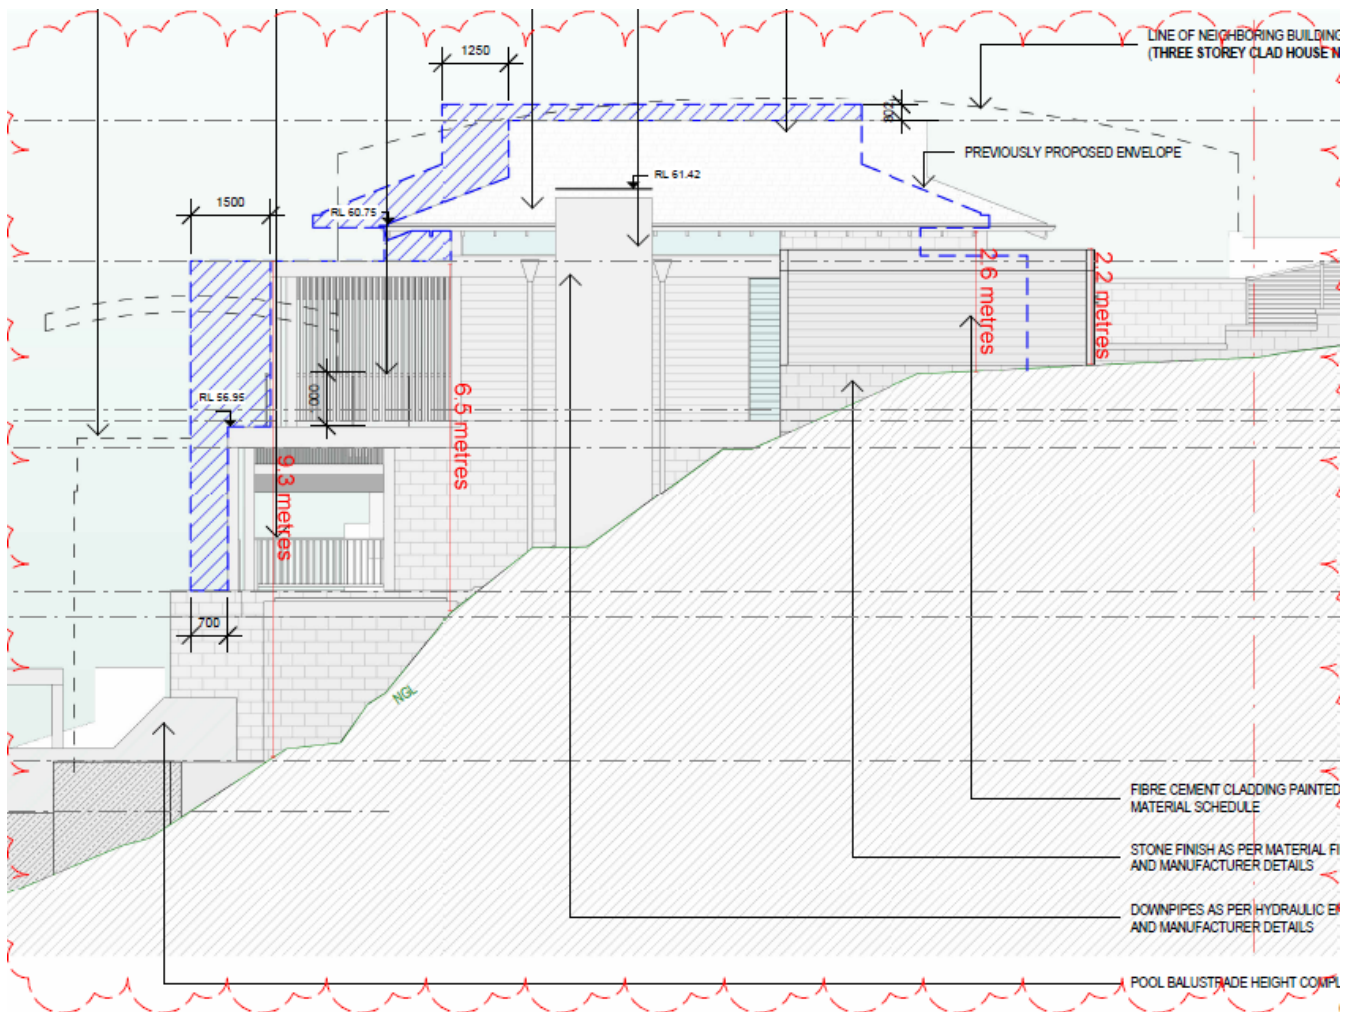 1250
LINE OF NEIGHBORING BUILDING
(THREE STOREY CLAD HOUSE N
802
PREVIOUSLY PROPOSED ENVELOPE
RL 61.42
1500
RL 60.75
2.6 metres
2.2 metres
RL 56.95
6.5 metres
9.3 metres
700
NGL
FIBRE CEMENT CLADDING PAINTED
MATERIAL SCHEDULE
STONE FINISH AS PER MATERIAL FI
AND MANUFACTURER DETAILS
DOWNPIPES AS PER HYDRAULIC
AND MANUFACTURER DETAILS
POOL BALUSTRADE HEIGHT COMPL